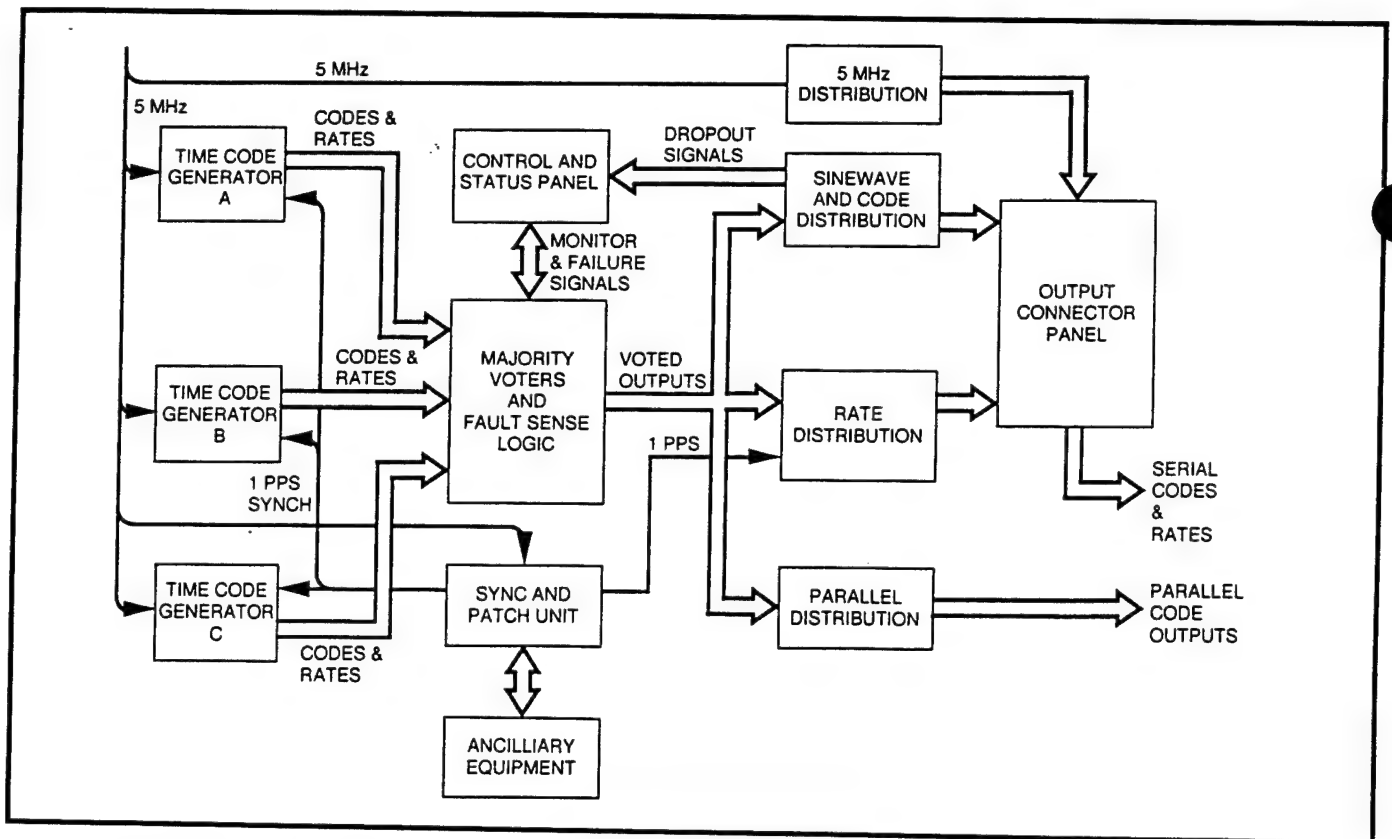 5 MHz
5 MHz
DISTRIBUTION
5 MHz
CODES &
RATES
TIME CODE
GENERATOR
A
CONTROL AND
STATUS PANEL
DROPOUT
SIGNALS
SINEWAVE
AND CODE
DISTRIBUTION
MONITOR
& FAILURE
SIGNALS
OUTPUT
CONNECTOR
PANEL
CODES &
RATES
TIME CODE
GENERATOR
B
MAJORITY
VOTERS
AND
FAULT SENSE
LOGIC
VOTED
OUTPUTS
RATE
DISTRIBUTION
1 PPS
1 PPS
SYNCH
SERIAL
CODES
&
RATES
TIME CODE
GENERATOR
C
SYNC AND
PATCH UNIT
PARALLEL
DISTRIBUTION
PARALLEL
CODE
OUTPUTS
CODES &
RATES
ANCILLIARY
EQUIPMENT